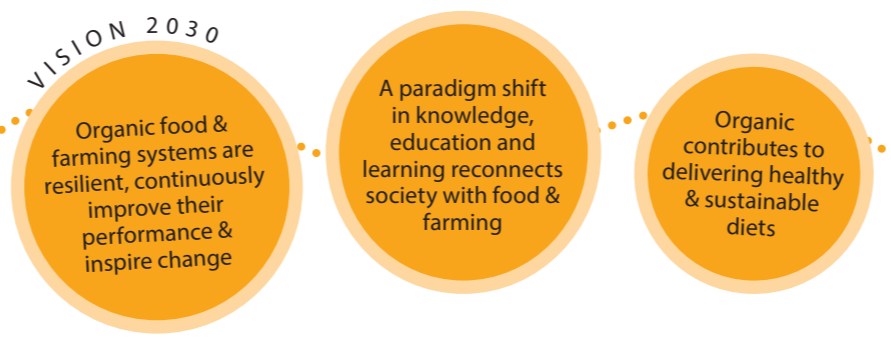 VISION 2030
Organic food &
farming systems are
resilient, continuously
improve their
performance &
inspire change
A paradigm shift
in knowledge,
education and
learning reconnects
society with food &
farming
Organic
contributes to
delivering healthy
& sustainable
diets